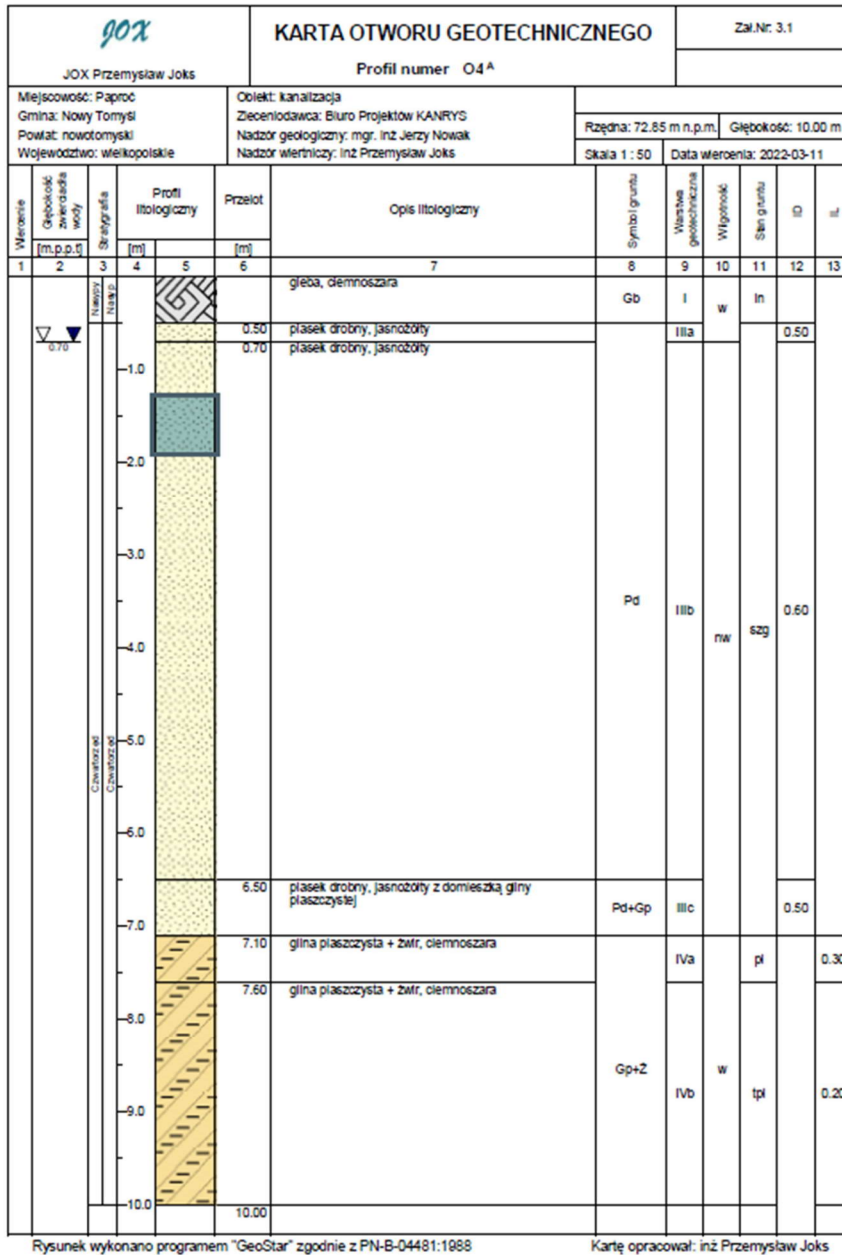 JOX
JOX Przemysław Joks
KARTA OTWORU GEOTECHNICZNEGO
Profil numer O4ᴬ
Zał.Nr: 3.1
Miejscowość: Paproć
Gmina: Nowy Tomyśl
Powiat: nowotomyski
Województwo: wielkopolskie
Obiekt: kanalizacja
Zleceniodawca: Biuro Projektów KANRYS
Nadzór geologiczny: mgr. inż Jerzy Nowak
Nadzór wiertniczy: inż Przemysław Joks
Rzędna: 72.85 m n.p.m.
Głębokość: 10.00 m
Skala 1 : 50
Data wiercenia: 2022-03-11
Wiercenie
Głębokość zwierciadła wody
[m.p.p.t]
Stratygrafia
Profil litologiczny
[m]
Przelot
[m]
Opis litologiczny
Symbol gruntu
Warstwa geotechniczna
Wilgotność
Stan gruntu
ID
IL
1 2 3 4 5 6 7 8 9 10 11 12 13
Nasypy
Nasyp
gleba, ciemnoszara
Gb
I
w
ln
0.50
piasek drobny, jasnożółty
IIIa
0.50
0.70
0.70
piasek drobny, jasnożółty
1.0
2.0
3.0
Pd
IIIb
nw
szg
0.60
4.0
Czwartorzęd
Czwartorzęd
5.0
6.0
6.50
piasek drobny, jasnożółty z domieszką gliny
piaszczystej
Pd+Gp
IIIc
0.50
7.0
7.10
glina piaszczysta + żwir, ciemnoszara
IVa
pl
0.30
7.60
glina piaszczysta + żwir, ciemnoszara
8.0
Gp+Ż
IVb
w
tpl
0.20
9.0
10.0
10.00
Rysunek wykonano programem "GeoStar" zgodnie z PN-B-04481:1988
Kartę opracował: inż Przemysław Joks